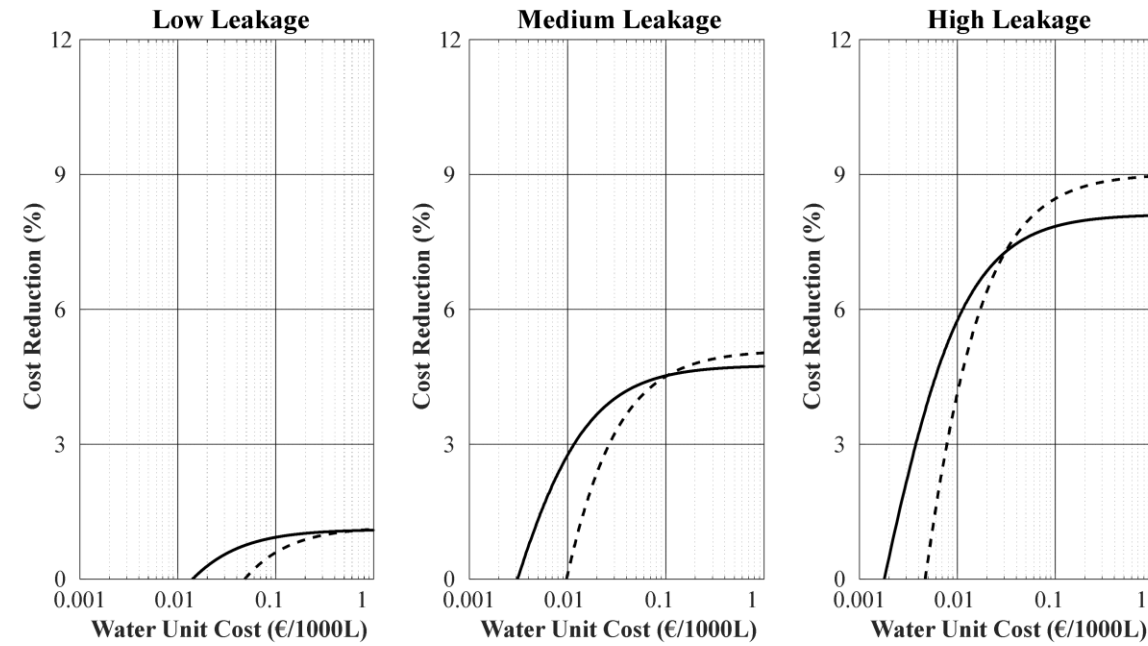 Low Leakage
12
9
6
3
0
Cost Reduction (%)
0.001 0.01 0.1 1
Water Unit Cost (€/1000L)
Medium Leakage
12
9
6
3
0
Cost Reduction (%)
0.001 0.01 0.1 1
Water Unit Cost (€/1000L)
High Leakage
12
9
6
3
0
Cost Reduction (%)
0.001 0.01 0.1 1
Water Unit Cost (€/1000L)